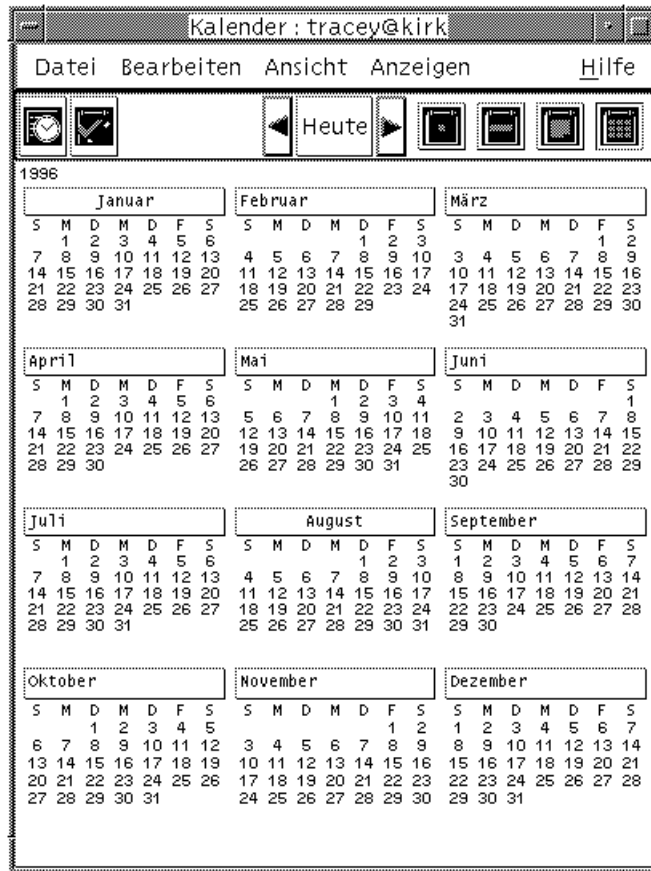 Kalender : tracey@kirk
Datei Bearbeiten Ansicht Anzeigen Hilfe
Heute
1996
Januar
S M D M D F S
1 2 3 4 5 6
7 8 9 10 11 12 13
14 15 16 17 18 19 20
21 22 23 24 25 26 27
28 29 30 31
Februar
S M D M D F S
1 2 3
4 5 6 7 8 9 10
11 12 13 14 15 16 17
18 19 20 21 22 23 24
25 26 27 28 29
März
S M D M D F S
1 2
3 4 5 6 7 8 9
10 11 12 13 14 15 16
17 18 19 20 21 22 23
24 25 26 27 28 29 30
31
April
S M D M D F S
1 2 3 4 5 6
7 8 9 10 11 12 13
14 15 16 17 18 19 20
21 22 23 24 25 26 27
28 29 30
Mai
S M D M D F S
1 2 3 4
5 6 7 8 9 10 11
12 13 14 15 16 17 18
19 20 21 22 23 24 25
26 27 28 29 30 31
Juni
S M D M D F S
1
2 3 4 5 6 7 8
9 10 11 12 13 14 15
16 17 18 19 20 21 22
23 24 25 26 27 28 29
30
Juli
S M D M D F S
1 2 3 4 5 6
7 8 9 10 11 12 13
14 15 16 17 18 19 20
21 22 23 24 25 26 27
28 29 30 31
August
S M D M D F S
1 2 3
4 5 6 7 8 9 10
11 12 13 14 15 16 17
18 19 20 21 22 23 24
25 26 27 28 29 30 31
September
S M D M D F S
1 2 3 4 5 6 7
8 9 10 11 12 13 14
15 16 17 18 19 20 21
22 23 24 25 26 27 28
29 30
Oktober
S M D M D F S
1 2 3 4 5
6 7 8 9 10 11 12
13 14 15 16 17 18 19
20 21 22 23 24 25 26
27 28 29 30 31
November
S M D M D F S
1 2
3 4 5 6 7 8 9
10 11 12 13 14 15 16
17 18 19 20 21 22 23
24 25 26 27 28 29 30
Dezember
S M D M D F S
1 2 3 4 5 6 7
8 9 10 11 12 13 14
15 16 17 18 19 20 21
22 23 24 25 26 27 28
29 30 31